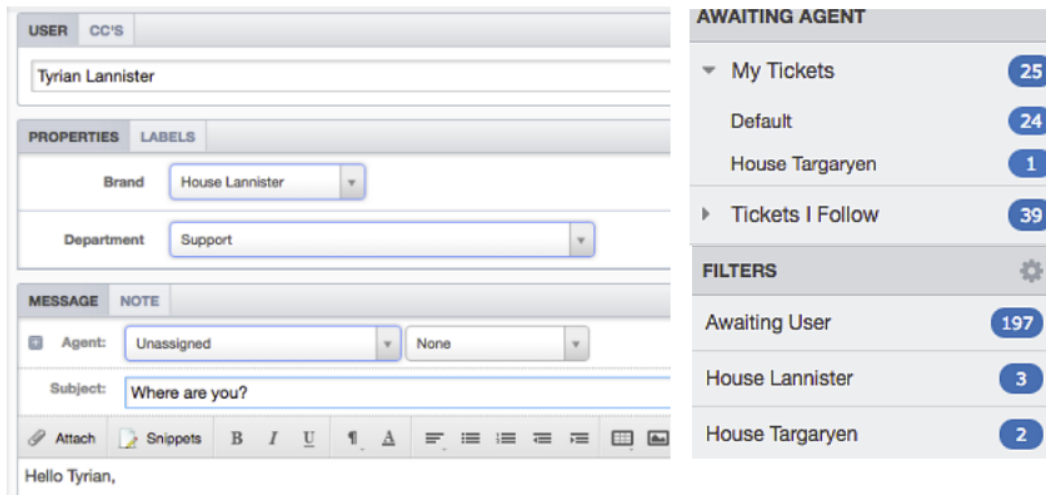 USER CC'S
Tyrian Lannister
PROPERTIES LABELS
Brand House Lannister
Department Support
MESSAGE NOTE
Agent: Unassigned None
Subject: Where are you?
Attach Snippets B I U ¶ A
Hello Tyrian,
AWAITING AGENT
My Tickets 25
Default 24
House Targaryen 1
Tickets I Follow 39
FILTERS
Awaiting User 197
House Lannister 3
House Targaryen 2